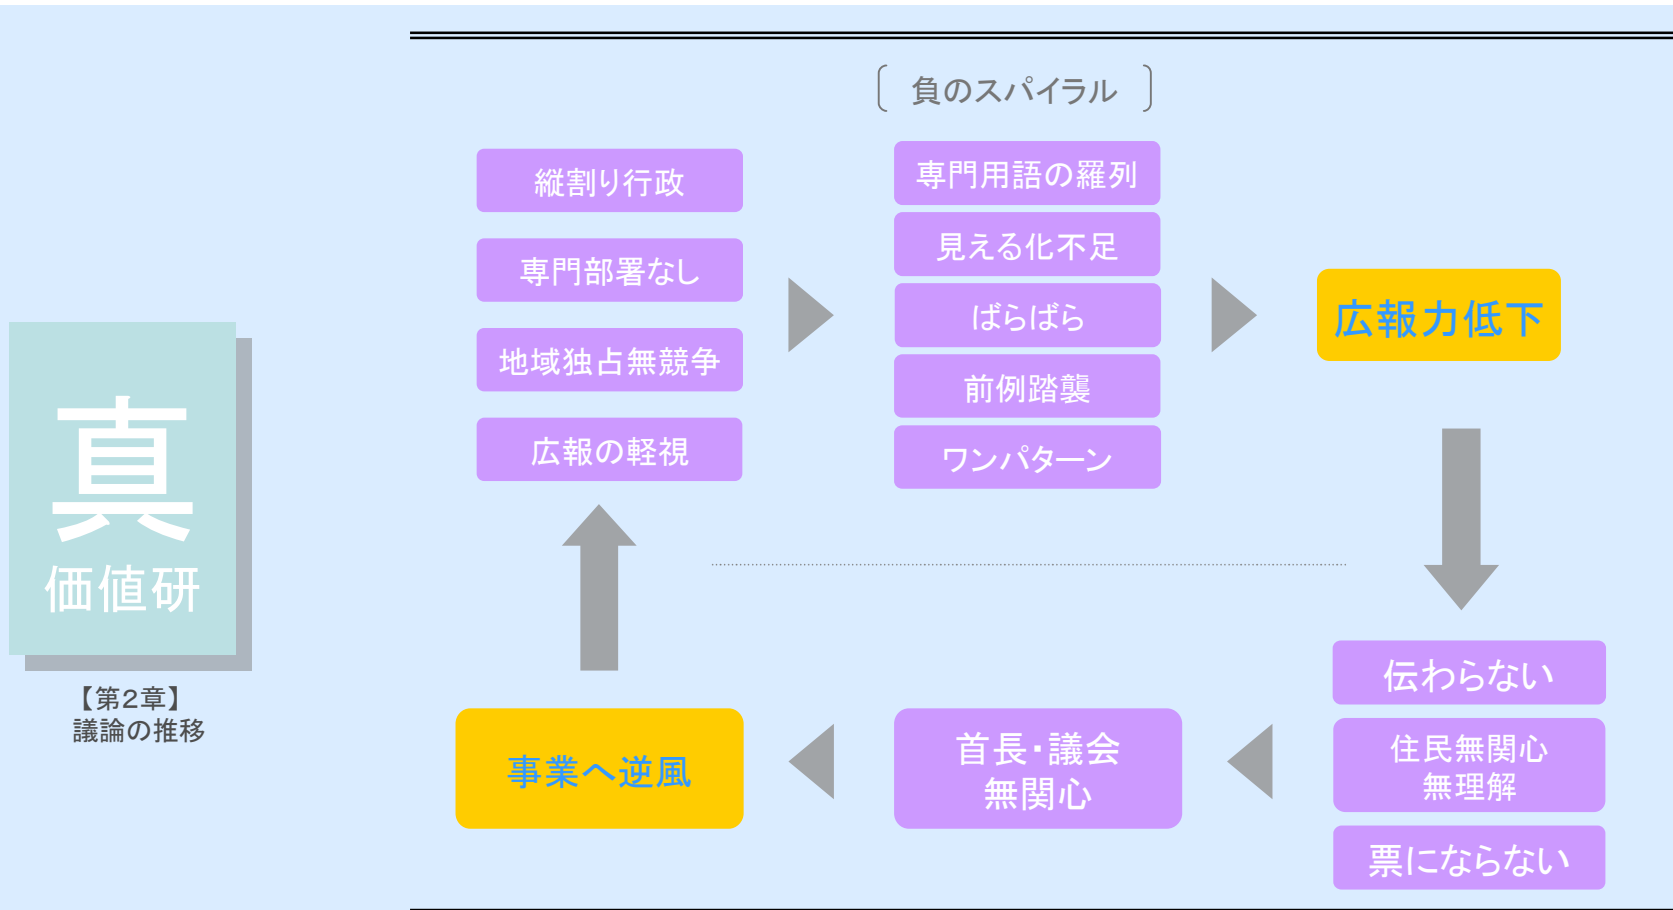 真
価値研
【第2章】
議論の推移
〔 負のスパイラル 〕
縦割り行政
専門部署なし
地域独占無競争
広報の軽視
専門用語の羅列
見える化不足
ばらばら
前例踏襲
ワンパターン
広報力低下
伝わらない
住民無関心
無理解
票にならない
首長・議会
無関心
事業へ逆風